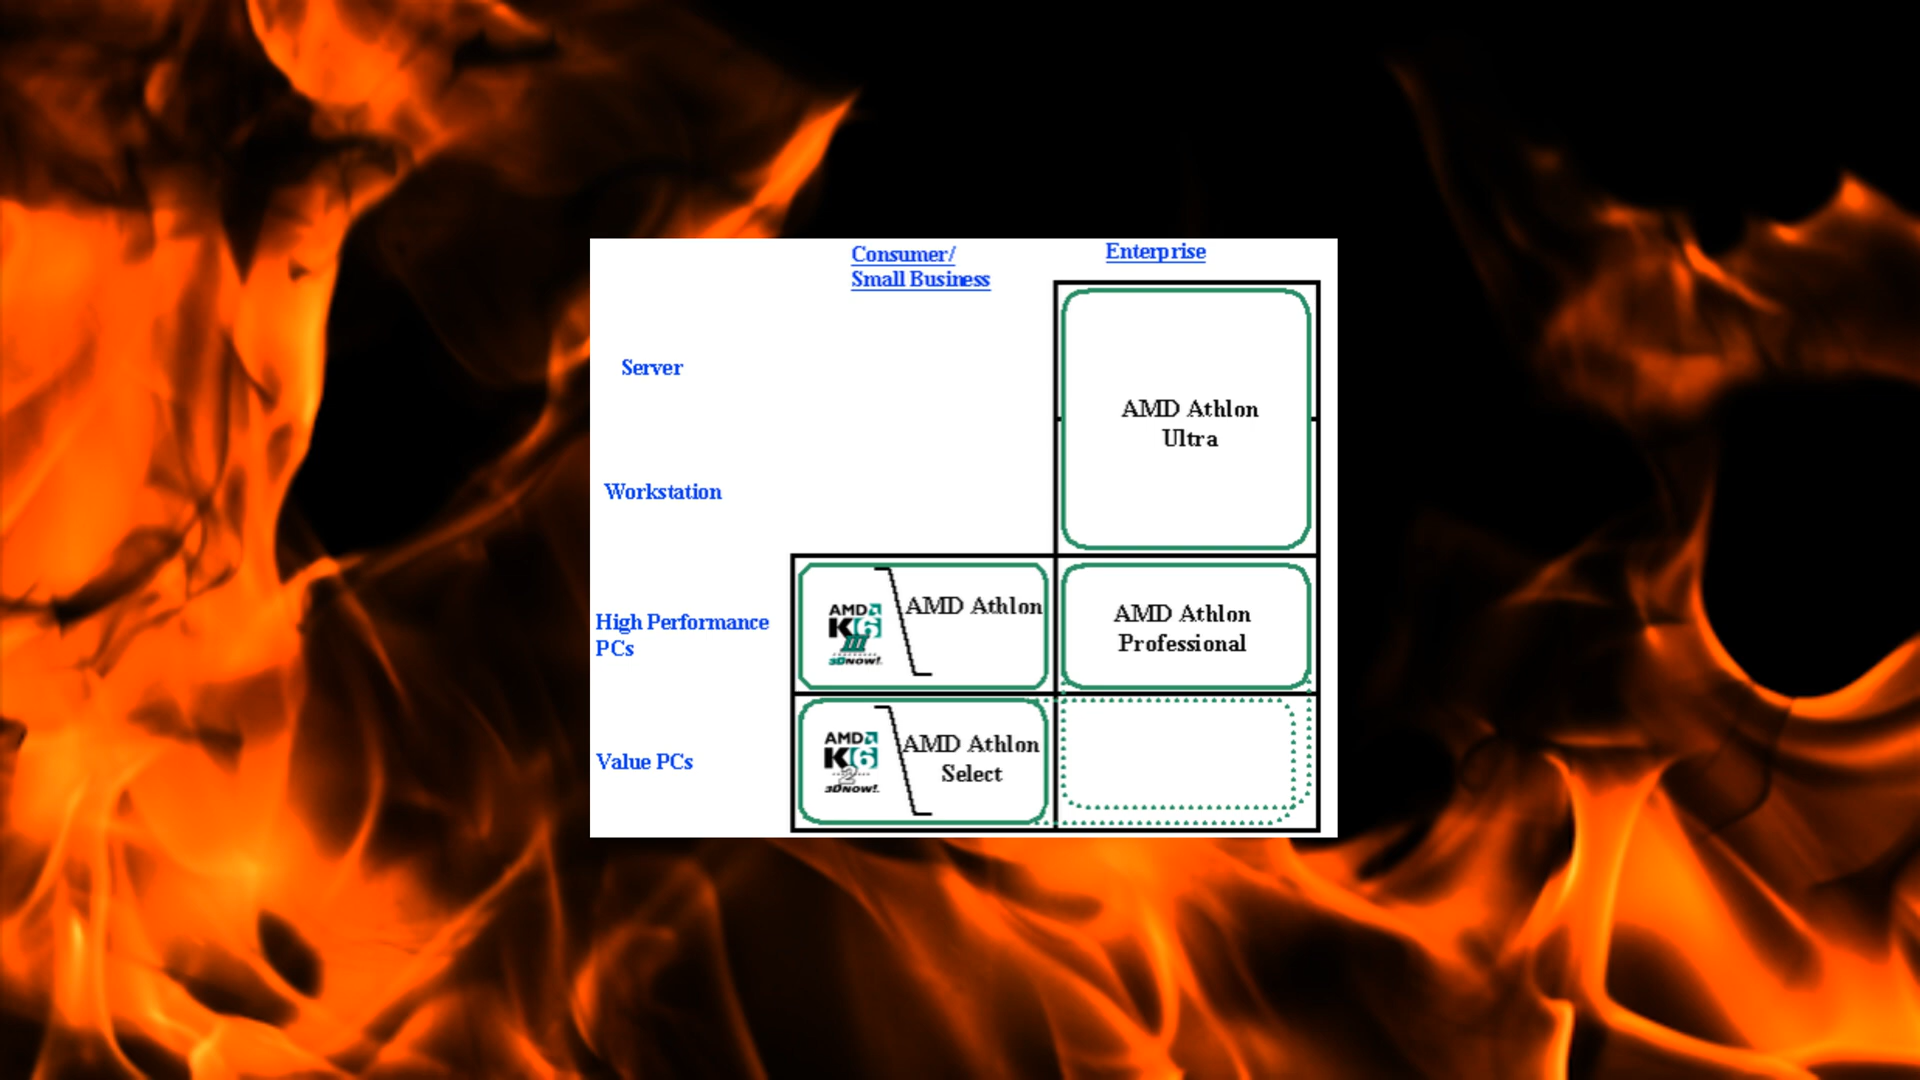 Consumer/
Small Business
Enterprise
Server
AMD Athlon
Ultra
Workstation
High Performance
PCs
AMD
K6
III
3DNOW!
AMD Athlon
AMD Athlon
Professional
Value PCs
AMD
K6
2
3DNOW!
AMD Athlon
Select